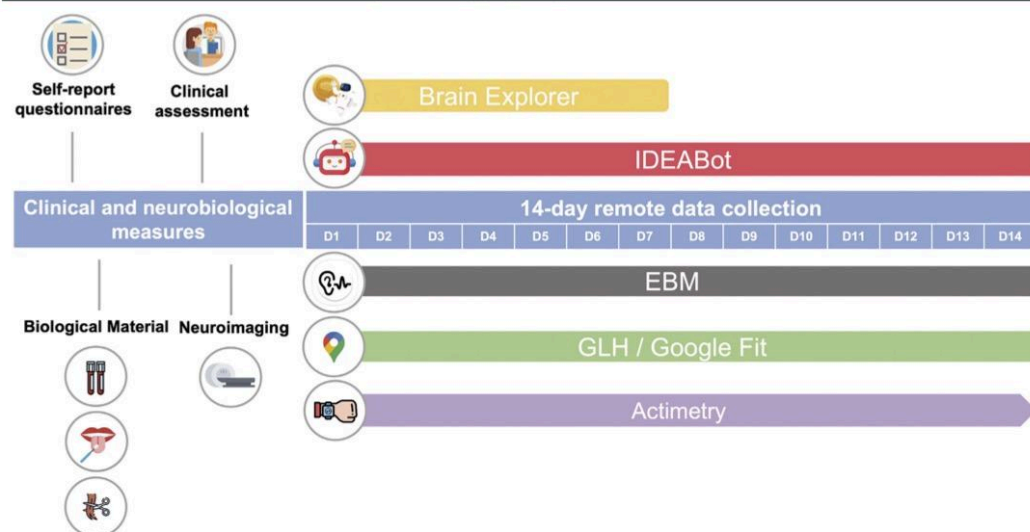 Self-report
questionnaires
Clinical
assessment
Brain Explorer
IDEABot
Clinical and neurobiological
measures
14-day remote data collection
D1 D2 D3 D4 D5 D6 D7 D8 D9 D10 D11 D12 D13 D14
EBM
Biological Material
Neuroimaging
GLH / Google Fit
Actimetry